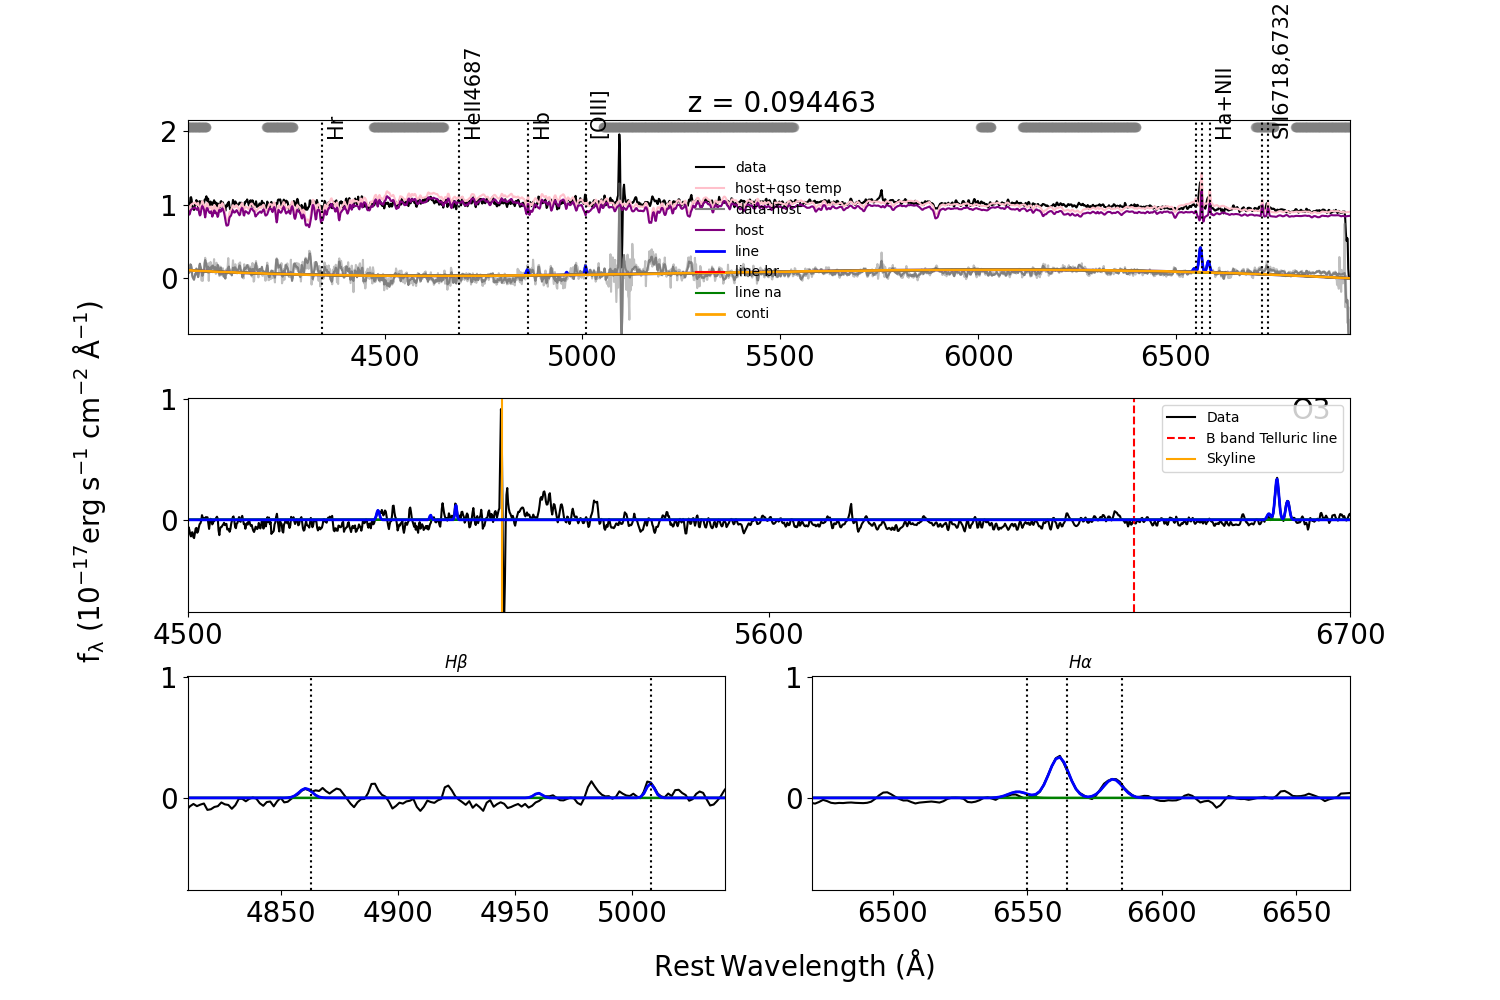 z = 0.094463
Hr
HeII4687
Hb
[OIII]
Ha+NII
SII6718,6732
2
1
0
data
host+qso temp
data-host
host
line
line br
line na
conti
4500 5000 5500 6000 6500
fλ (10⁻¹⁷erg s⁻¹ cm⁻² Å⁻¹)
O3
1
0
Data
B band Telluric line
Skyline
4500 5600 6700
Hβ
1
0
4850 4900 4950 5000
Hα
1
0
6500 6550 6600 6650
Rest Wavelength (Å)